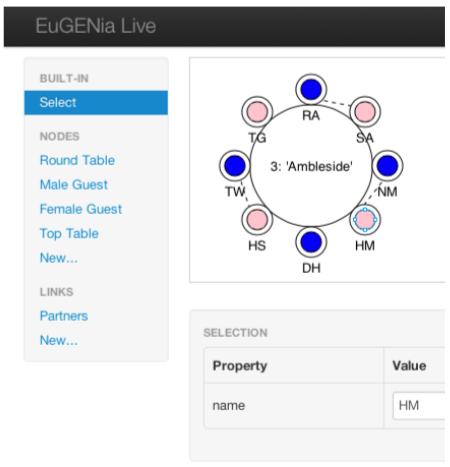 EuGENia Live
BUILT-IN
Select
NODES
Round Table
Male Guest
Female Guest
Top Table
New...
LINKS
Partners
New...
RA
TG
SA
3: 'Ambleside'
TW
NM
HS
HM
DH
SELECTION
Property Value
name HM